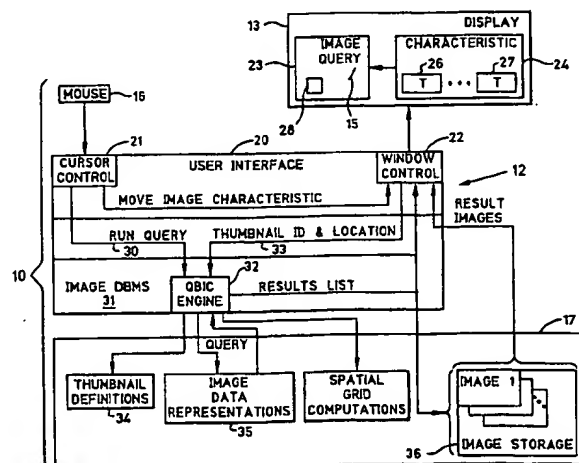 13
DISPLAY
IMAGE QUERY
CHARACTERISTIC
23
26
27
24
T
T
28
15
MOUSE
16
21
20
22
CURSOR CONTROL
USER INTERFACE
WINDOW CONTROL
12
MOVE IMAGE CHARACTERISTIC
RESULT IMAGES
RUN QUERY
THUMBNAIL ID & LOCATION
30
33
10
32
IMAGE DBMS
31
QBIC ENGINE
RESULTS LIST
17
QUERY
THUMBNAIL DEFINITIONS
IMAGE DATA REPRESENTATIONS
SPATIAL GRID COMPUTATIONS
IMAGE 1
34
35
36
IMAGE STORAGE